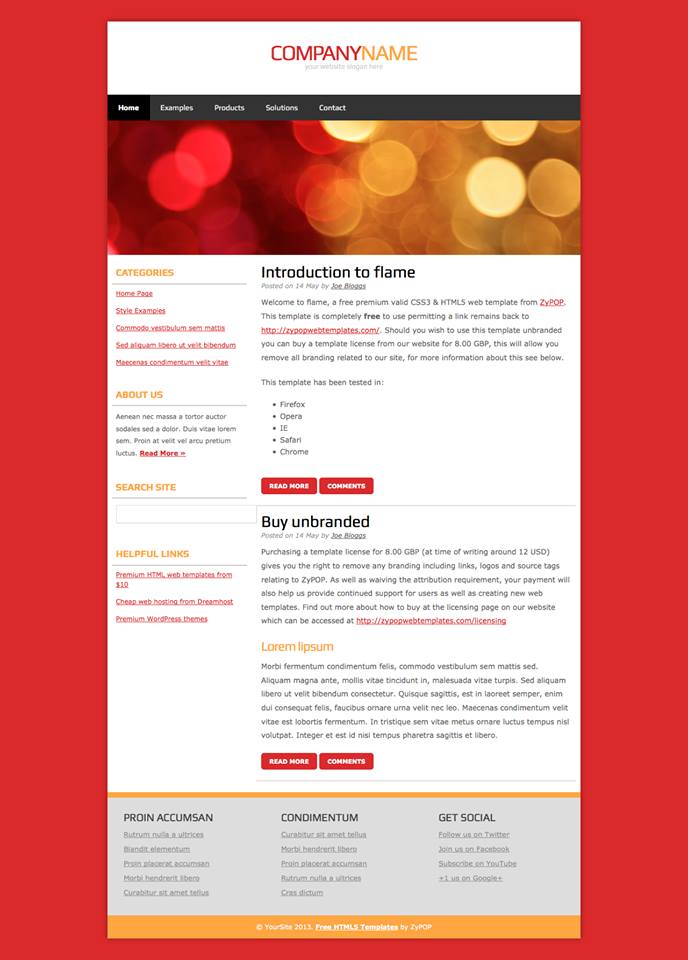 COMPANYNAME
your website slogan here
Home Examples Products Solutions Contact
CATEGORIES
Home Page
Style Examples
Commodo vestibulum sem mattis
Sed aliquam libero ut velit bibendum
Maecenas condimentum velit vitae
ABOUT US
Aenean nec massa a tortor auctor
sodales sed a dolor. Duis vitae lorem
sem. Proin at velit vel arcu pretium
luctus. Read More »
SEARCH SITE
HELPFUL LINKS
Premium HTML web templates from
$10
Cheap web hosting from Dreamhost
Premium WordPress themes
Introduction to flame
Posted on 14 May by Joe Bloggs
Welcome to flame, a free premium valid CSS3 & HTML5 web template from ZyPOP.
This template is completely free to use permitting a link remains back to
http://zypopwebtemplates.com/. Should you wish to use this template unbranded
you can buy a template license from our website for 8.00 GBP, this will allow you
remove all branding related to our site, for more information about this see below.
This template has been tested in:
• Firefox
• Opera
• IE
• Safari
• Chrome
READ MORE COMMENTS
Buy unbranded
Posted on 14 May by Joe Bloggs
Purchasing a template license for 8.00 GBP (at time of writing around 12 USD)
gives you the right to remove any branding including links, logos and source tags
relating to ZyPOP. As well as waiving the attribution requirement, your payment will
also help us provide continued support for users as well as creating new web
templates. Find out more about how to buy at the licensing page on our website
which can be accessed at http://zypopwebtemplates.com/licensing
Lorem lipsum
Morbi fermentum condimentum felis, commodo vestibulum sem mattis sed.
Aliquam magna ante, mollis vitae tincidunt in, malesuada vitae turpis. Sed aliquam
libero ut velit bibendum consectetur. Quisque sagittis, est in laoreet semper, enim
dui consequat felis, faucibus ornare urna velit nec leo. Maecenas condimentum velit
vitae est lobortis fermentum. In tristique sem vitae metus ornare luctus tempus nisl
volutpat. Integer et est id nisi tempus pharetra sagittis et libero.
READ MORE COMMENTS
PROIN ACCUMSAN
Rutrum nulla a ultrices
Blandit elementum
Proin placerat accumsan
Morbi hendrerit libero
Curabitur sit amet tellus
CONDIMENTUM
Curabitur sit amet tellus
Morbi hendrerit libero
Proin placerat accumsan
Rutrum nulla a ultrices
Cras dictum
GET SOCIAL
Follow us on Twitter
Join us on Facebook
Subscribe on YouTube
+1 us on Google+
© YourSite 2013. Free HTML5 Templates by ZyPOP